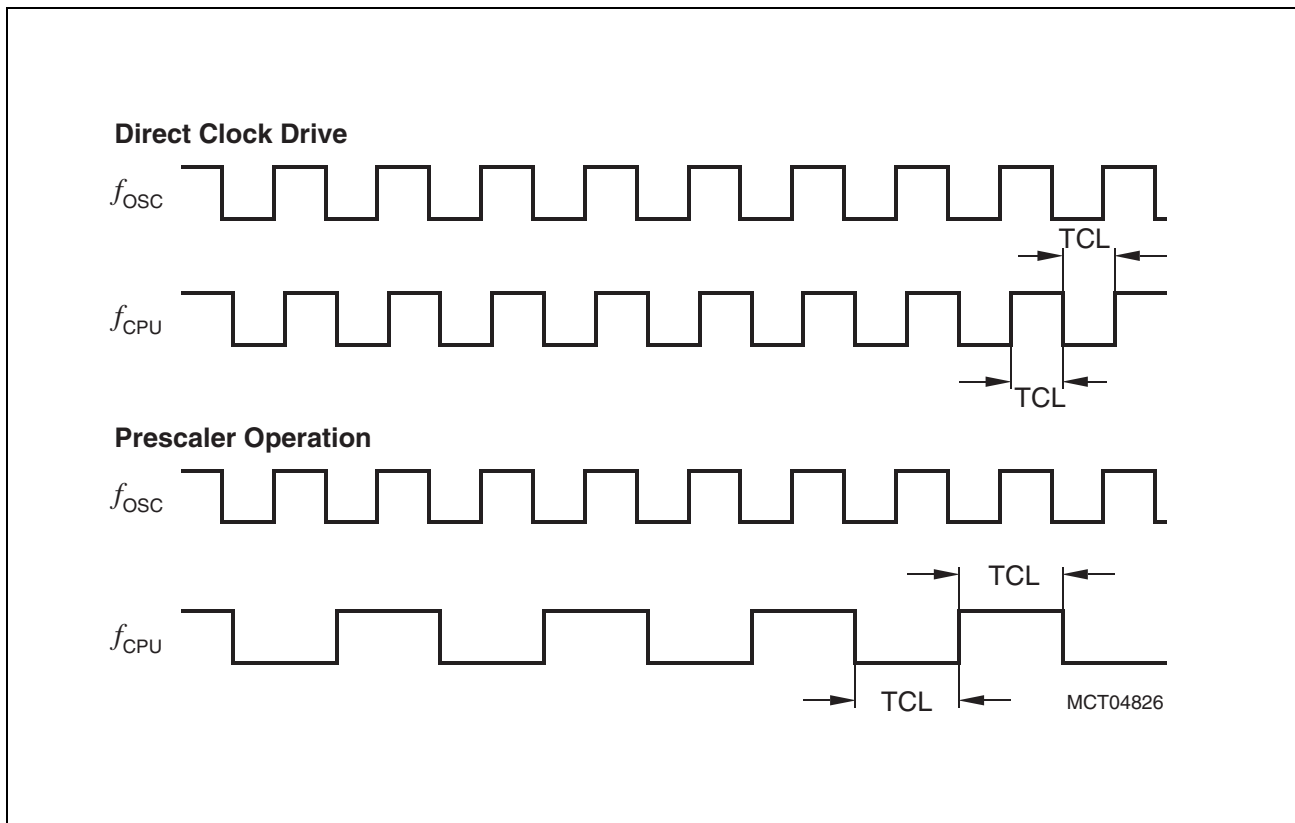 Direct Clock Drive
fOSC
TCL
fCPU
TCL
Prescaler Operation
fOSC
TCL
fCPU
TCL
MCT04826